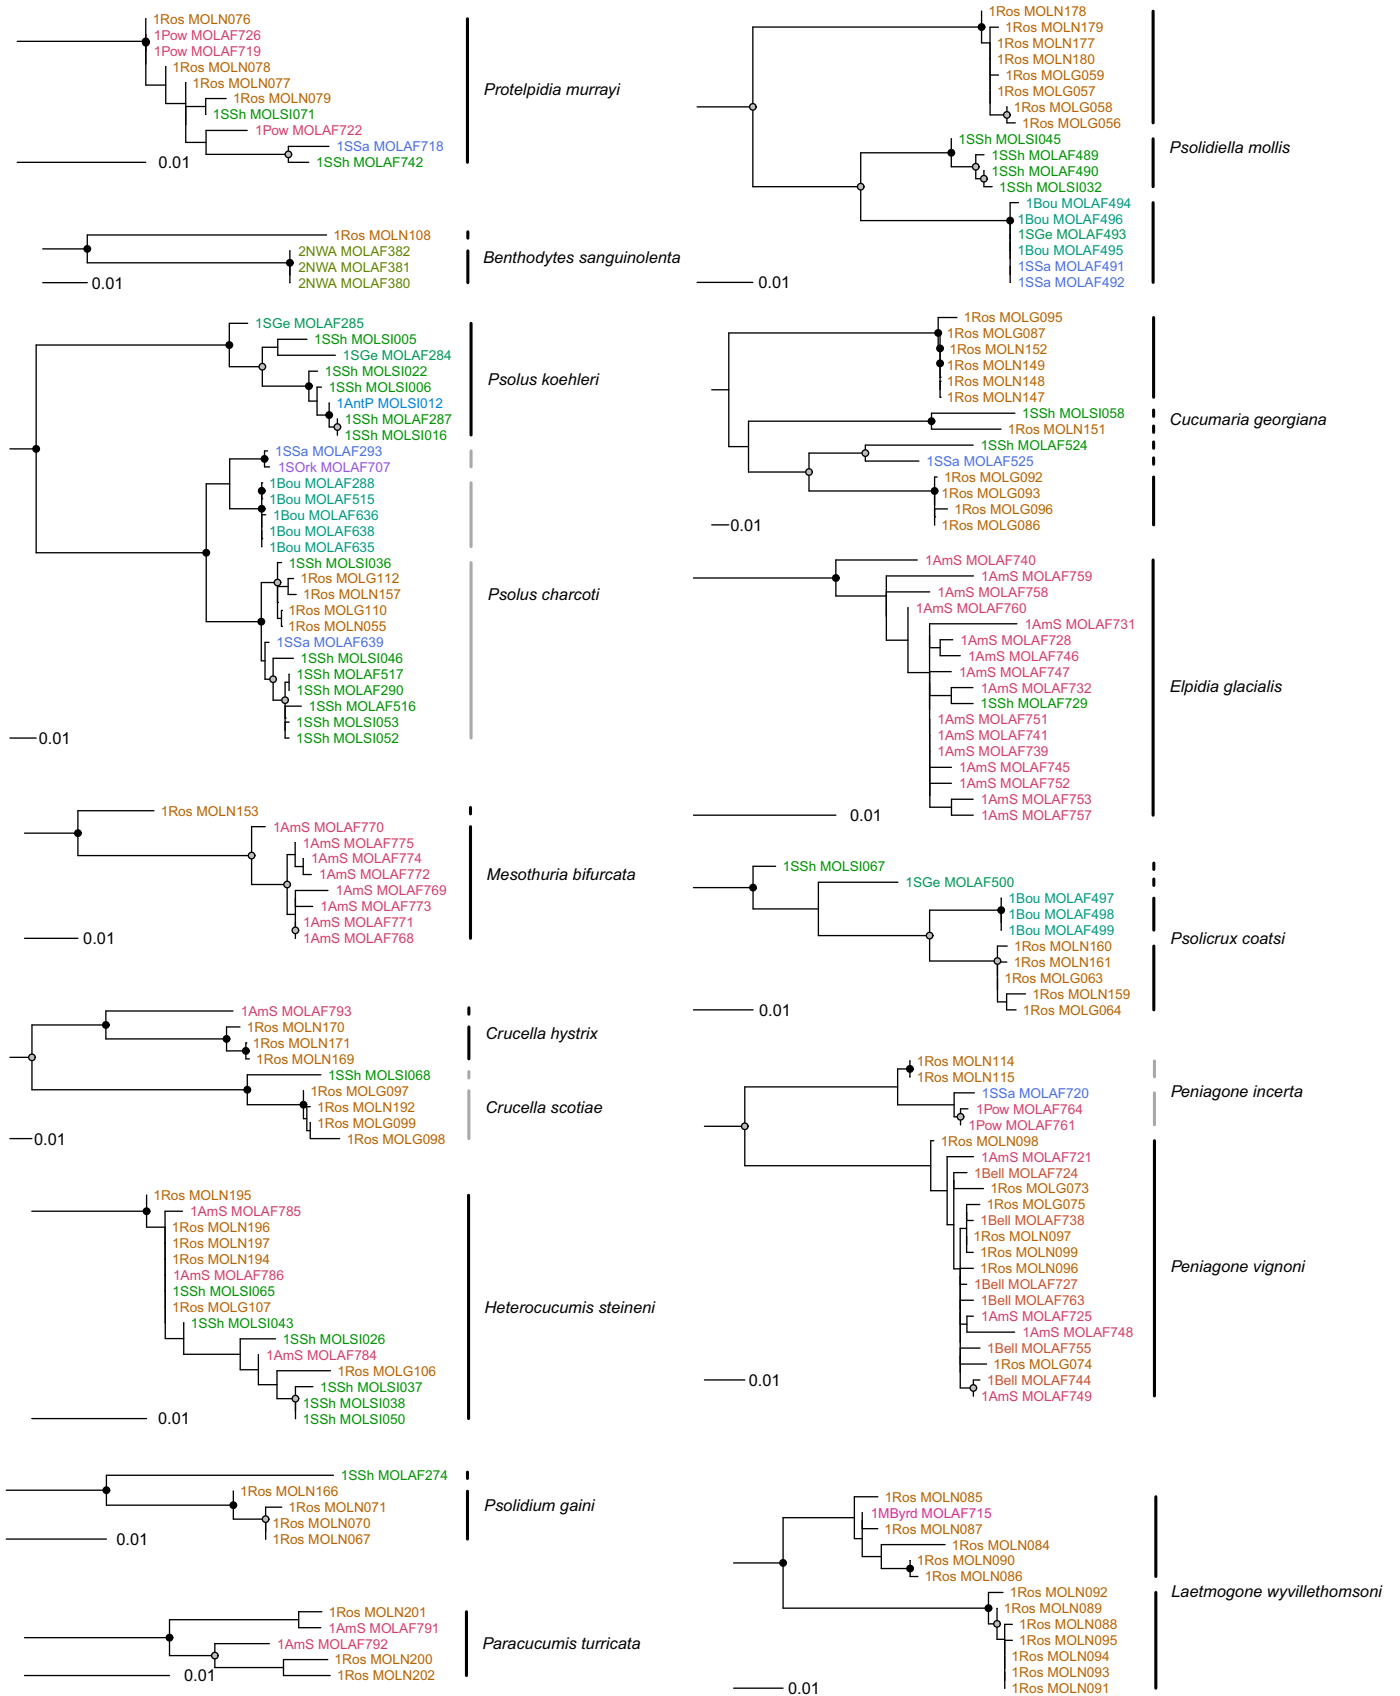 1Ros MOLN076
1Pow MOLAF726
1Pow MOLAF719
1Ros MOLN078
1Ros MOLN077
1Ros MOLN079
1SSh MOLSI071
1Pow MOLAF722
1SSa MOLAF718
1SSh MOLAF742
0.01
Protelpidia murrayi
1Ros MOLN108
2NWA MOLAF382
2NWA MOLAF381
2NWA MOLAF380
0.01
Benthodytes sanguinolenta
1SGe MOLAF285
1SSh MOLSI005
1SGe MOLAF284
1SSh MOLSI022
1SSh MOLSI006
1AntP MOLSI012
1SSh MOLAF287
1SSh MOLSI016
Psolus koehleri
1SSa MOLAF293
1SOrk MOLAF707
1Bou MOLAF288
1Bou MOLAF515
1Bou MOLAF636
1Bou MOLAF638
1Bou MOLAF635
1SSh MOLSI036
1Ros MOLG112
1Ros MOLN157
1Ros MOLG110
1Ros MOLN055
1SSa MOLAF639
1SSh MOLSI046
1SSh MOLAF517
1SSh MOLAF290
1SSh MOLAF516
1SSh MOLSI053
1SSh MOLSI052
0.01
Psolus charcoti
1Ros MOLN153
1AmS MOLAF770
1AmS MOLAF775
1AmS MOLAF774
1AmS MOLAF772
1AmS MOLAF769
1AmS MOLAF773
1AmS MOLAF771
1AmS MOLAF768
0.01
Mesothuria bifurcata
1AmS MOLAF793
1Ros MOLN170
1Ros MOLN171
1Ros MOLN169
Crucella hystrix
1SSh MOLSI068
1Ros MOLG097
1Ros MOLN192
1Ros MOLG099
1Ros MOLG098
0.01
Crucella scotiae
1Ros MOLN195
1AmS MOLAF785
1Ros MOLN196
1Ros MOLN197
1Ros MOLN194
1AmS MOLAF786
1SSh MOLSI065
1Ros MOLG107
1SSh MOLSI043
1SSh MOLSI026
1AmS MOLAF784
1Ros MOLG106
1SSh MOLSI037
1SSh MOLSI038
1SSh MOLSI050
0.01
Heterocucumis steineni
1SSh MOLAF274
1Ros MOLN166
1Ros MOLN071
1Ros MOLN070
1Ros MOLN067
0.01
Psolidium gaini
1Ros MOLN201
1AmS MOLAF791
1AmS MOLAF792
1Ros MOLN200
1Ros MOLN202
0.01
Paracucumis turricata
1Ros MOLN178
1Ros MOLN179
1Ros MOLN177
1Ros MOLN180
1Ros MOLG059
1Ros MOLG057
1Ros MOLG058
1Ros MOLG056
1SSh MOLSI045
1SSh MOLAF489
1SSh MOLAF490
1SSh MOLSI032
1Bou MOLAF494
1Bou MOLAF496
1SGe MOLAF493
1Bou MOLAF495
1SSa MOLAF491
1SSa MOLAF492
0.01
Psolidiella mollis
1Ros MOLG095
1Ros MOLG087
1Ros MOLN152
1Ros MOLN149
1Ros MOLN148
1Ros MOLN147
1SSh MOLSI058
1Ros MOLN151
1SSh MOLAF524
1SSa MOLAF525
1Ros MOLG092
1Ros MOLG093
1Ros MOLG096
1Ros MOLG086
0.01
Cucumaria georgiana
1AmS MOLAF740
1AmS MOLAF759
1AmS MOLAF758
1AmS MOLAF760
1AmS MOLAF731
1AmS MOLAF728
1AmS MOLAF746
1AmS MOLAF747
1AmS MOLAF732
1SSh MOLAF729
1AmS MOLAF751
1AmS MOLAF741
1AmS MOLAF739
1AmS MOLAF745
1AmS MOLAF752
1AmS MOLAF753
1AmS MOLAF757
0.01
Elpidia glacialis
1SSh MOLSI067
1SGe MOLAF500
1Bou MOLAF497
1Bou MOLAF498
1Bou MOLAF499
1Ros MOLN160
1Ros MOLN161
1Ros MOLG063
1Ros MOLN159
1Ros MOLG064
0.01
Psolicrux coatsi
1Ros MOLN114
1Ros MOLN115
1SSa MOLAF720
1Pow MOLAF764
1Pow MOLAF761
Peniagone incerta
1Ros MOLN098
1AmS MOLAF721
1Bell MOLAF724
1Ros MOLG073
1Ros MOLG075
1Bell MOLAF738
1Ros MOLN097
1Ros MOLN099
1Ros MOLN096
1Bell MOLAF727
1Bell MOLAF763
1AmS MOLAF725
1AmS MOLAF748
1Bell MOLAF755
1Ros MOLG074
1Bell MOLAF744
1AmS MOLAF749
0.01
Peniagone vignoni
1Ros MOLN085
1MByrd MOLAF715
1Ros MOLN087
1Ros MOLN084
1Ros MOLN090
1Ros MOLN086
1Ros MOLN092
1Ros MOLN089
1Ros MOLN088
1Ros MOLN095
1Ros MOLN094
1Ros MOLN093
1Ros MOLN091
0.01
Laetmogone wyvillethomsoni